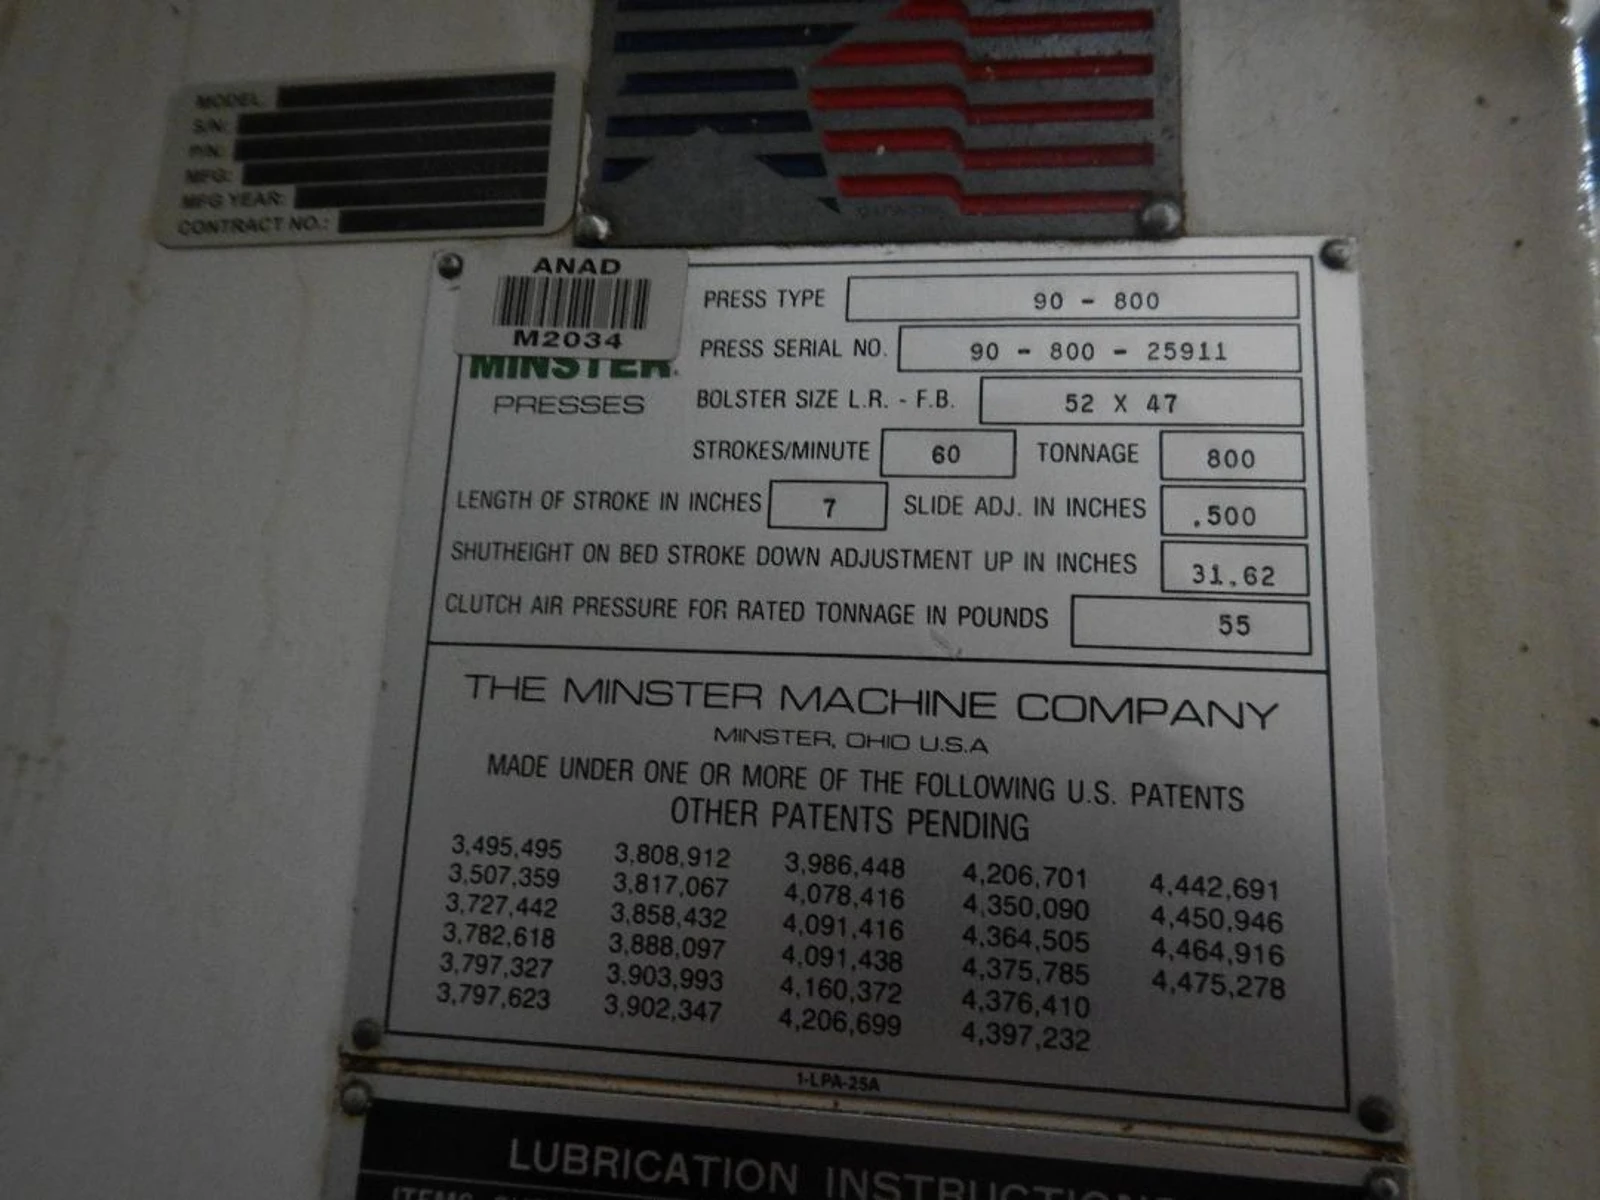 MODEL:
S/N:
P/N:
MFG:
MFG YEAR:
CONTRACT NO.:
ANAD
M2034
MINSTER
PRESSES
PRESS TYPE 90 - 800
PRESS SERIAL NO. 90 - 800 - 25911
BOLSTER SIZE L.R. - F.B. 52 X 47
STROKES/MINUTE 60 TONNAGE 800
LENGTH OF STROKE IN INCHES 7 SLIDE ADJ. IN INCHES .500
SHUTHEIGHT ON BED STROKE DOWN ADJUSTMENT UP IN INCHES 31.62
CLUTCH AIR PRESSURE FOR RATED TONNAGE IN POUNDS 55
THE MINSTER MACHINE COMPANY
MINSTER, OHIO U.S.A
MADE UNDER ONE OR MORE OF THE FOLLOWING U.S. PATENTS
OTHER PATENTS PENDING
3,495,495 3,808,912 3,986,448 4,206,701 4,442,691
3,507,359 3,817,067 4,078,416 4,350,090 4,450,946
3,727,442 3,858,432 4,091,416 4,364,505 4,464,916
3,782,618 3,888,097 4,091,438 4,375,785 4,475,278
3,797,327 3,903,993 4,160,372 4,376,410
3,797,623 3,902,347 4,206,699 4,397,232
1-LPA-25A
LUBRICATION INSTRUCTIONS